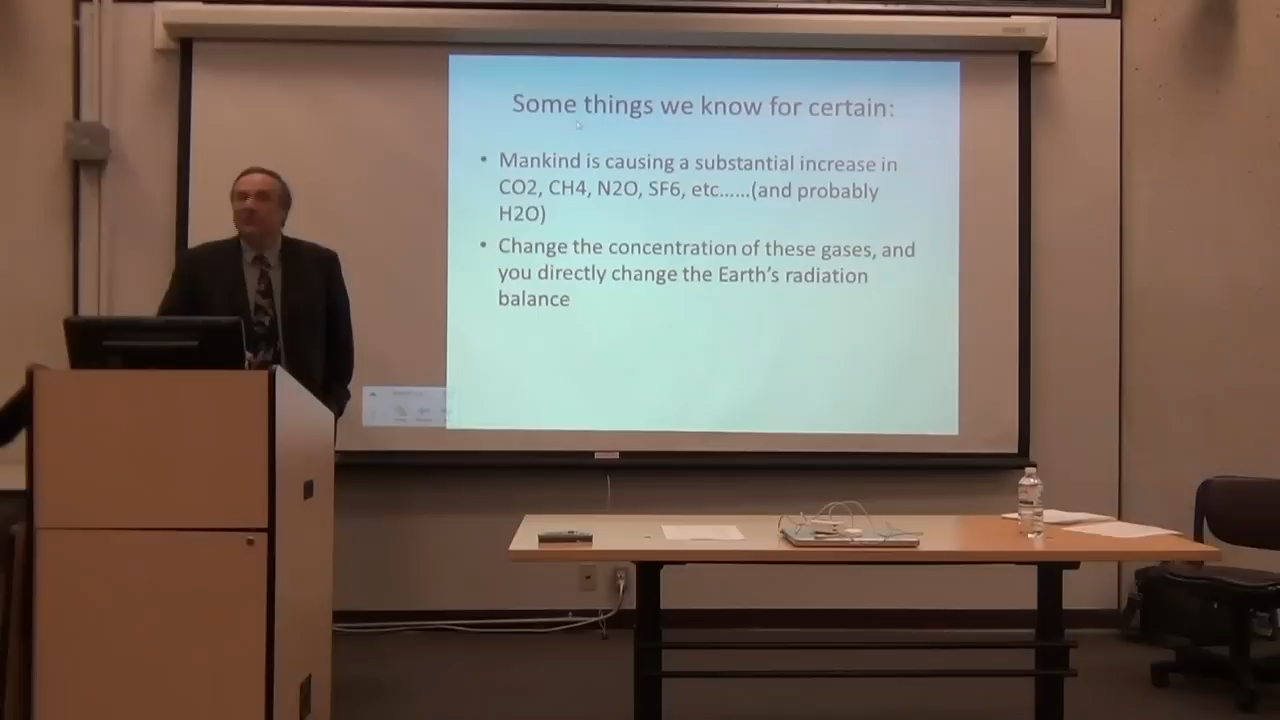 Some things we know for certain:
• Mankind is causing a substantial increase in
CO2, CH4, N2O, SF6, etc……(and probably
H2O)
• Change the concentration of these gases, and
you directly change the Earth's radiation
balance